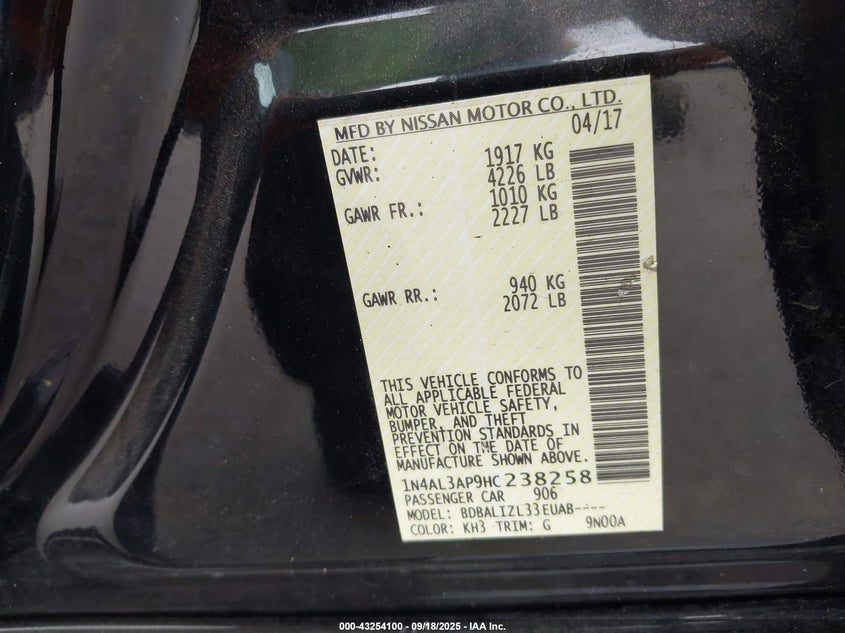 MFD BY NISSAN MOTOR CO., LTD.
DATE: 04/17
GVWR: 1917 KG
4226 LB
GAWR FR.: 1010 KG
2227 LB
GAWR RR.: 940 KG
2072 LB
THIS VEHICLE CONFORMS TO
ALL APPLICABLE FEDERAL
MOTOR VEHICLE SAFETY,
BUMPER, AND THEFT
PREVENTION STANDARDS IN
EFFECT ON THE DATE OF
MANUFACTURE SHOWN ABOVE.
1N4AL3AP9HC238258
PASSENGER CAR 906
MODEL: BDBALIZL33EUAB----
COLOR: KH3 TRIM: G 9N00A
000-43254100 - 09/18/2025 - IAA Inc.